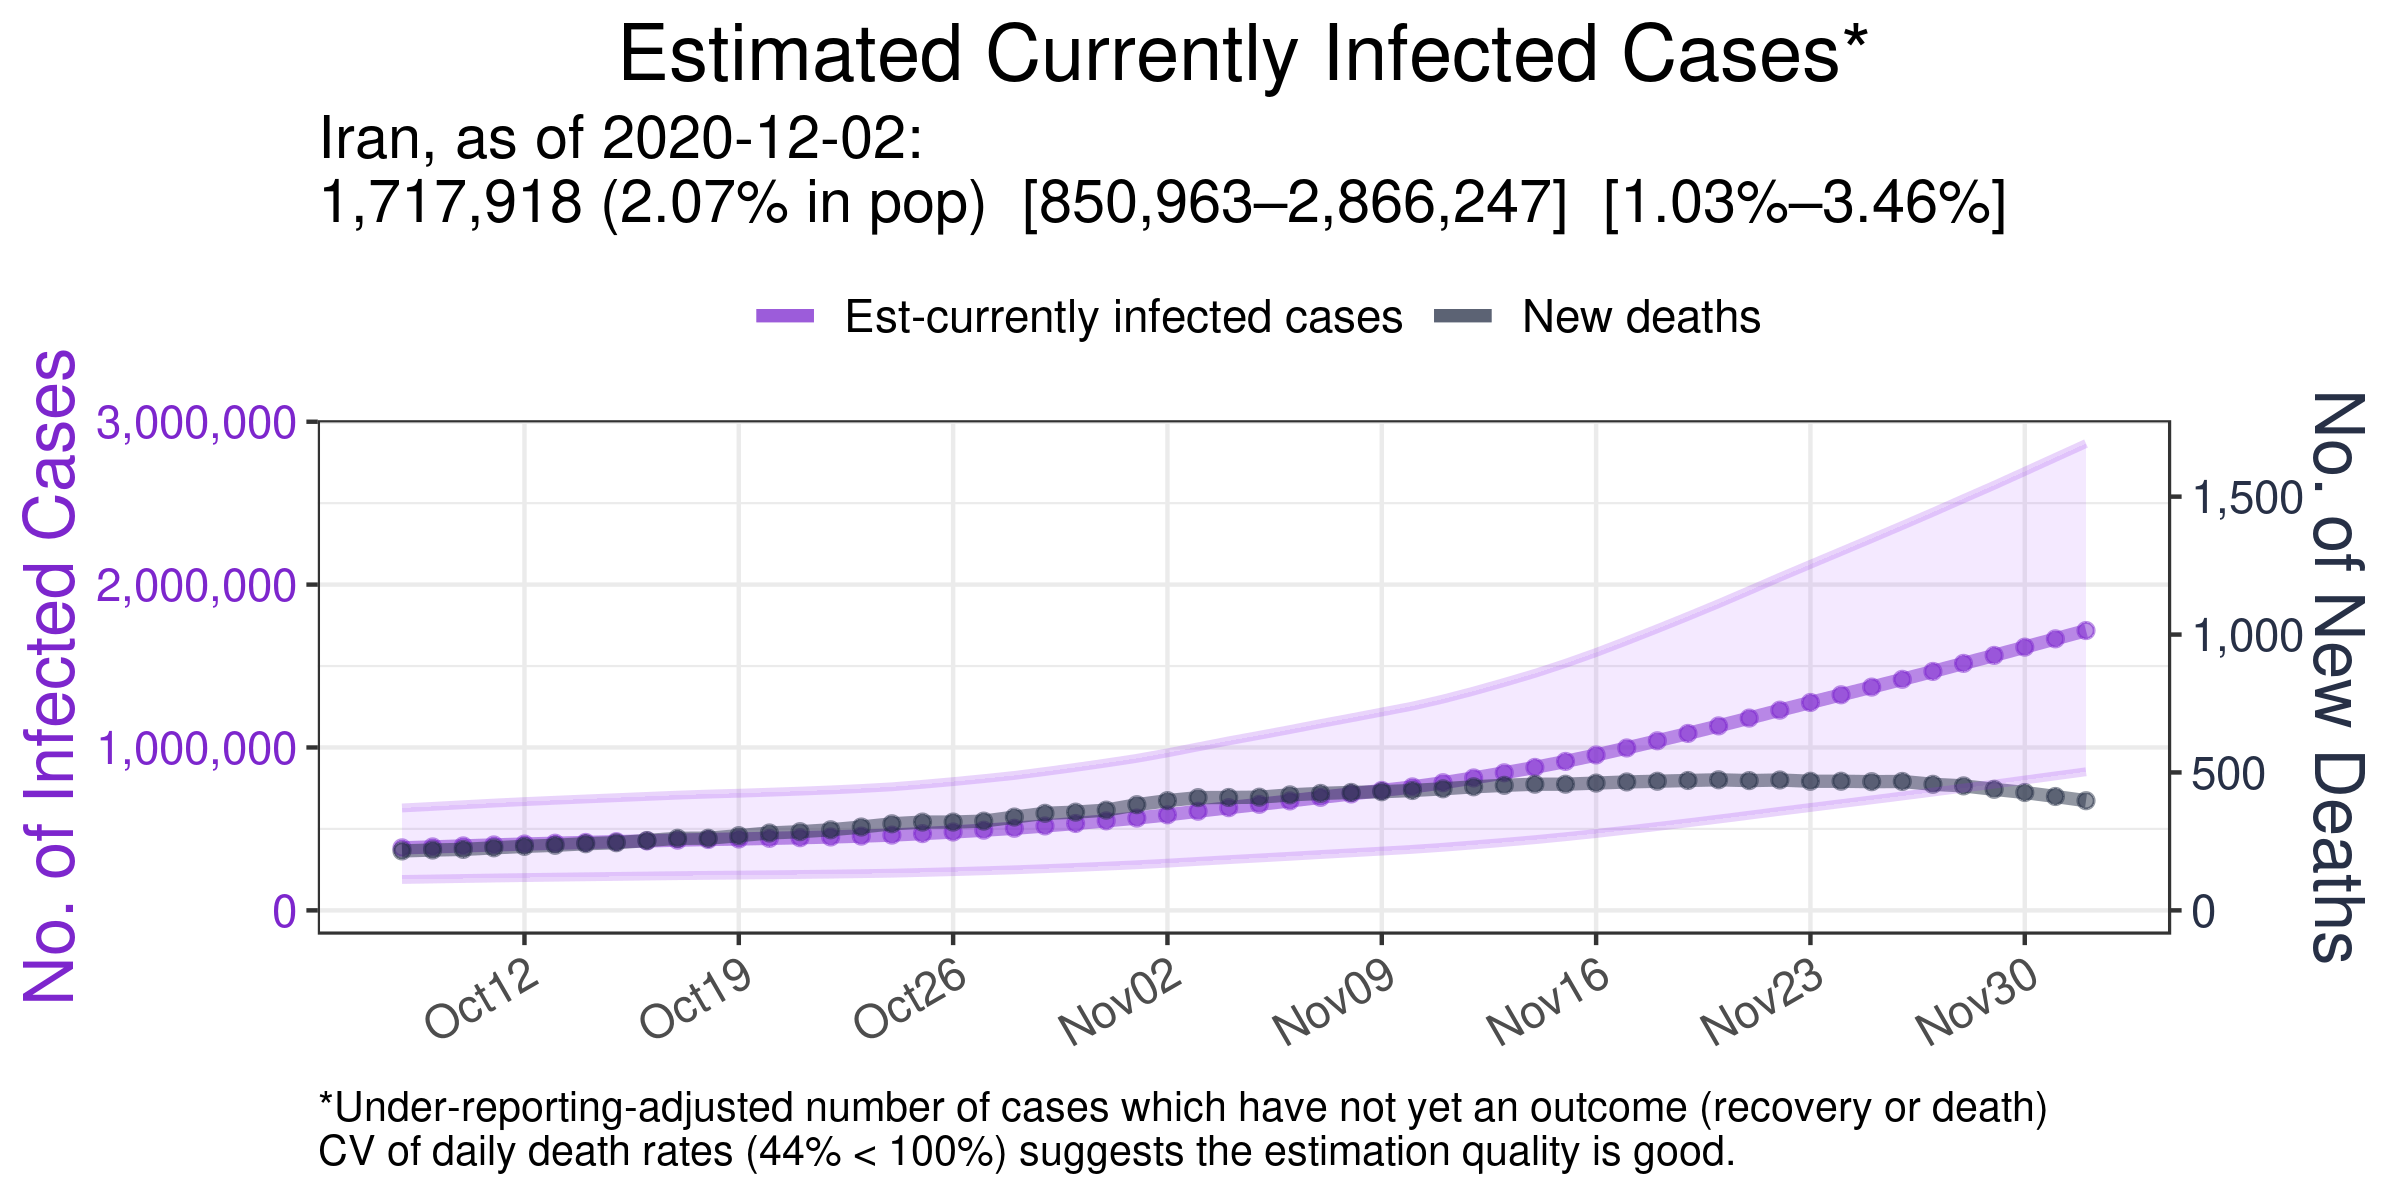 Estimated Currently Infected Cases*
Iran, as of 2020-12-02:
1,717,918 (2.07% in pop) [850,963–2,866,247] [1.03%–3.46%]
Est-currently infected cases
New deaths
No. of Infected Cases
3,000,000
2,000,000
1,000,000
0
No. of New Deaths
1,500
1,000
500
0
Oct12
Oct19
Oct26
Nov02
Nov09
Nov16
Nov23
Nov30
*Under-reporting-adjusted number of cases which have not yet an outcome (recovery or death)
CV of daily death rates (44% < 100%) suggests the estimation quality is good.